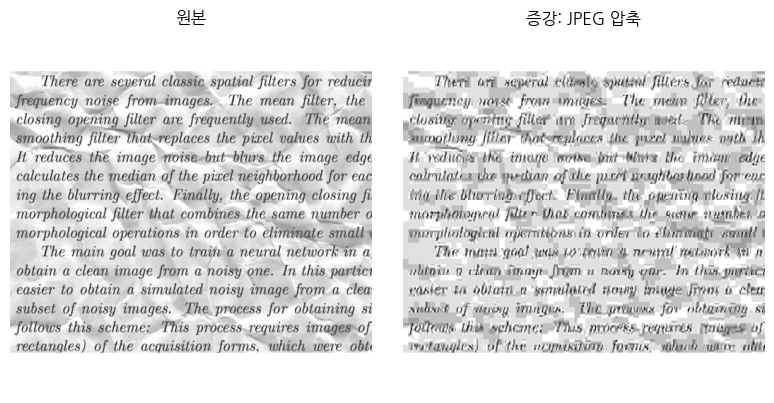 원본
There are several classic spatial filters for reducin
frequency noise from images. The mean filter, the
closing opening filter are frequently used. The mean
smoothing filter that replaces the pixel values with th
It reduces the image noise but blurs the image edge
calculates the median of the pixel neighborhood for eac
ing the blurring effect. Finally, the opening closing fi
morphological filter that combines the same number o
morphological operations in order to eliminate small
The main goal was to train a neural network in a
obtain a clean image from a noisy one. In this particu
easier to obtain a simulated noisy image from a clea
subset of noisy images. The process for obtaining si
follows this scheme: This process requires images of
rectangles) of the acquisition forms, which were obt
증강: JPEG 압축
There are several classic spatial filters for
frequency noise from images. The mean filter, the
closing opening filter are frequently used. The mean
smoothing filter that replaces the pixel values with th
It reduces the image noise but blurs the image edge
calculates the median of the pixel neighborhood for eac
ing the blurring effect. Finally, the opening closing fi
morphological filter that combines the same number o
morphological operations in order to eliminate small
The main goal was to train a neural network in a
obtain a clean image from a noisy one. In this particu
easier to obtain a simulated noisy image from a clea
subset of noisy images. The process for obtaining si
follows this scheme: This process requires images of
rectangles) of the acquisition forms, which were obt